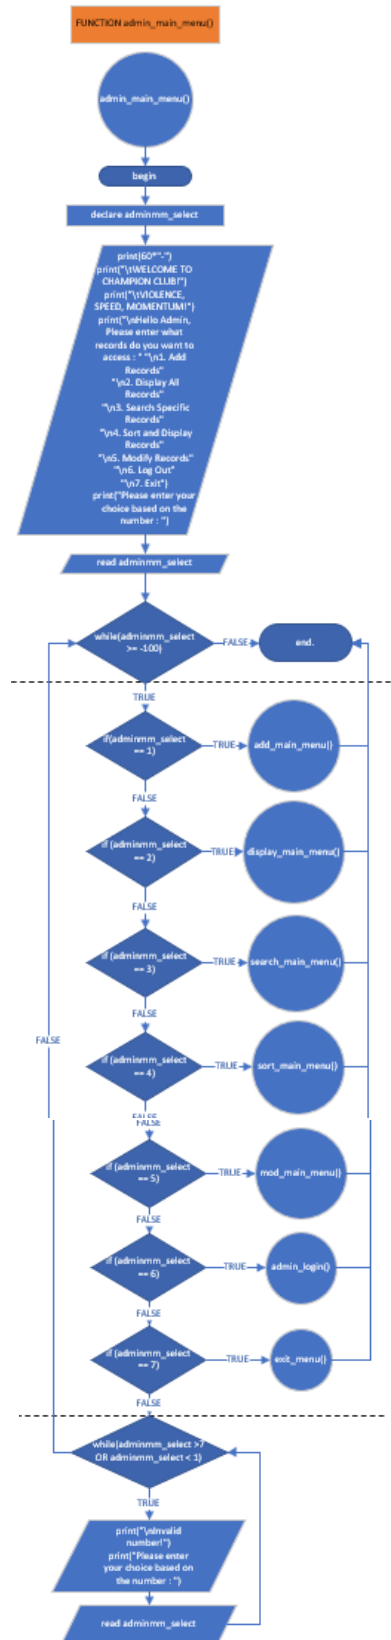 FUNCTION admin_main_menu()
admin_main_menu()
begin
declare adminmm_select
print(60*"-")
print("\tWELCOME TO
CHAMPION CLUB!")
print("\tVIOLENCE,
SPEED, MOMENTUM!")
print("\nHello Admin,
Please enter what
records do you want to
access : " "\n1. Add
Records"
"\n2. Display All
Records"
"\n3. Search Specific
Records"
"\n4. Sort and Display
Records"
"\n5. Modify Records"
"\n6. Log Out"
"\n7. Exit")
print("Please enter your
choice based on the
number : ")
read adminmm_select
while(adminmm_select
>= -100)
FALSE
end.
TRUE
if(adminmm_select
== 1)
TRUE
add_main_menu()
FALSE
if (adminmm_select
== 2)
TRUE
display_main_menu()
FALSE
if (adminmm_select
== 3)
TRUE
search_main_menu()
FALSE
FALSE
if (adminmm_select
== 4)
TRUE
sort_main_menu()
FALSE
FALSE
if (adminmm_select
== 5)
TRUE
mod_main_menu()
FALSE
if (adminmm_select
== 6)
TRUE
admin_login()
FALSE
if (adminmm_select
== 7)
TRUE
exit_menu()
FALSE
while(adminmm_select >7
OR adminmm_select < 1)
TRUE
print("\nInvalid
number!")
print("Please enter
your choice based on
the number : ")
read adminmm_select